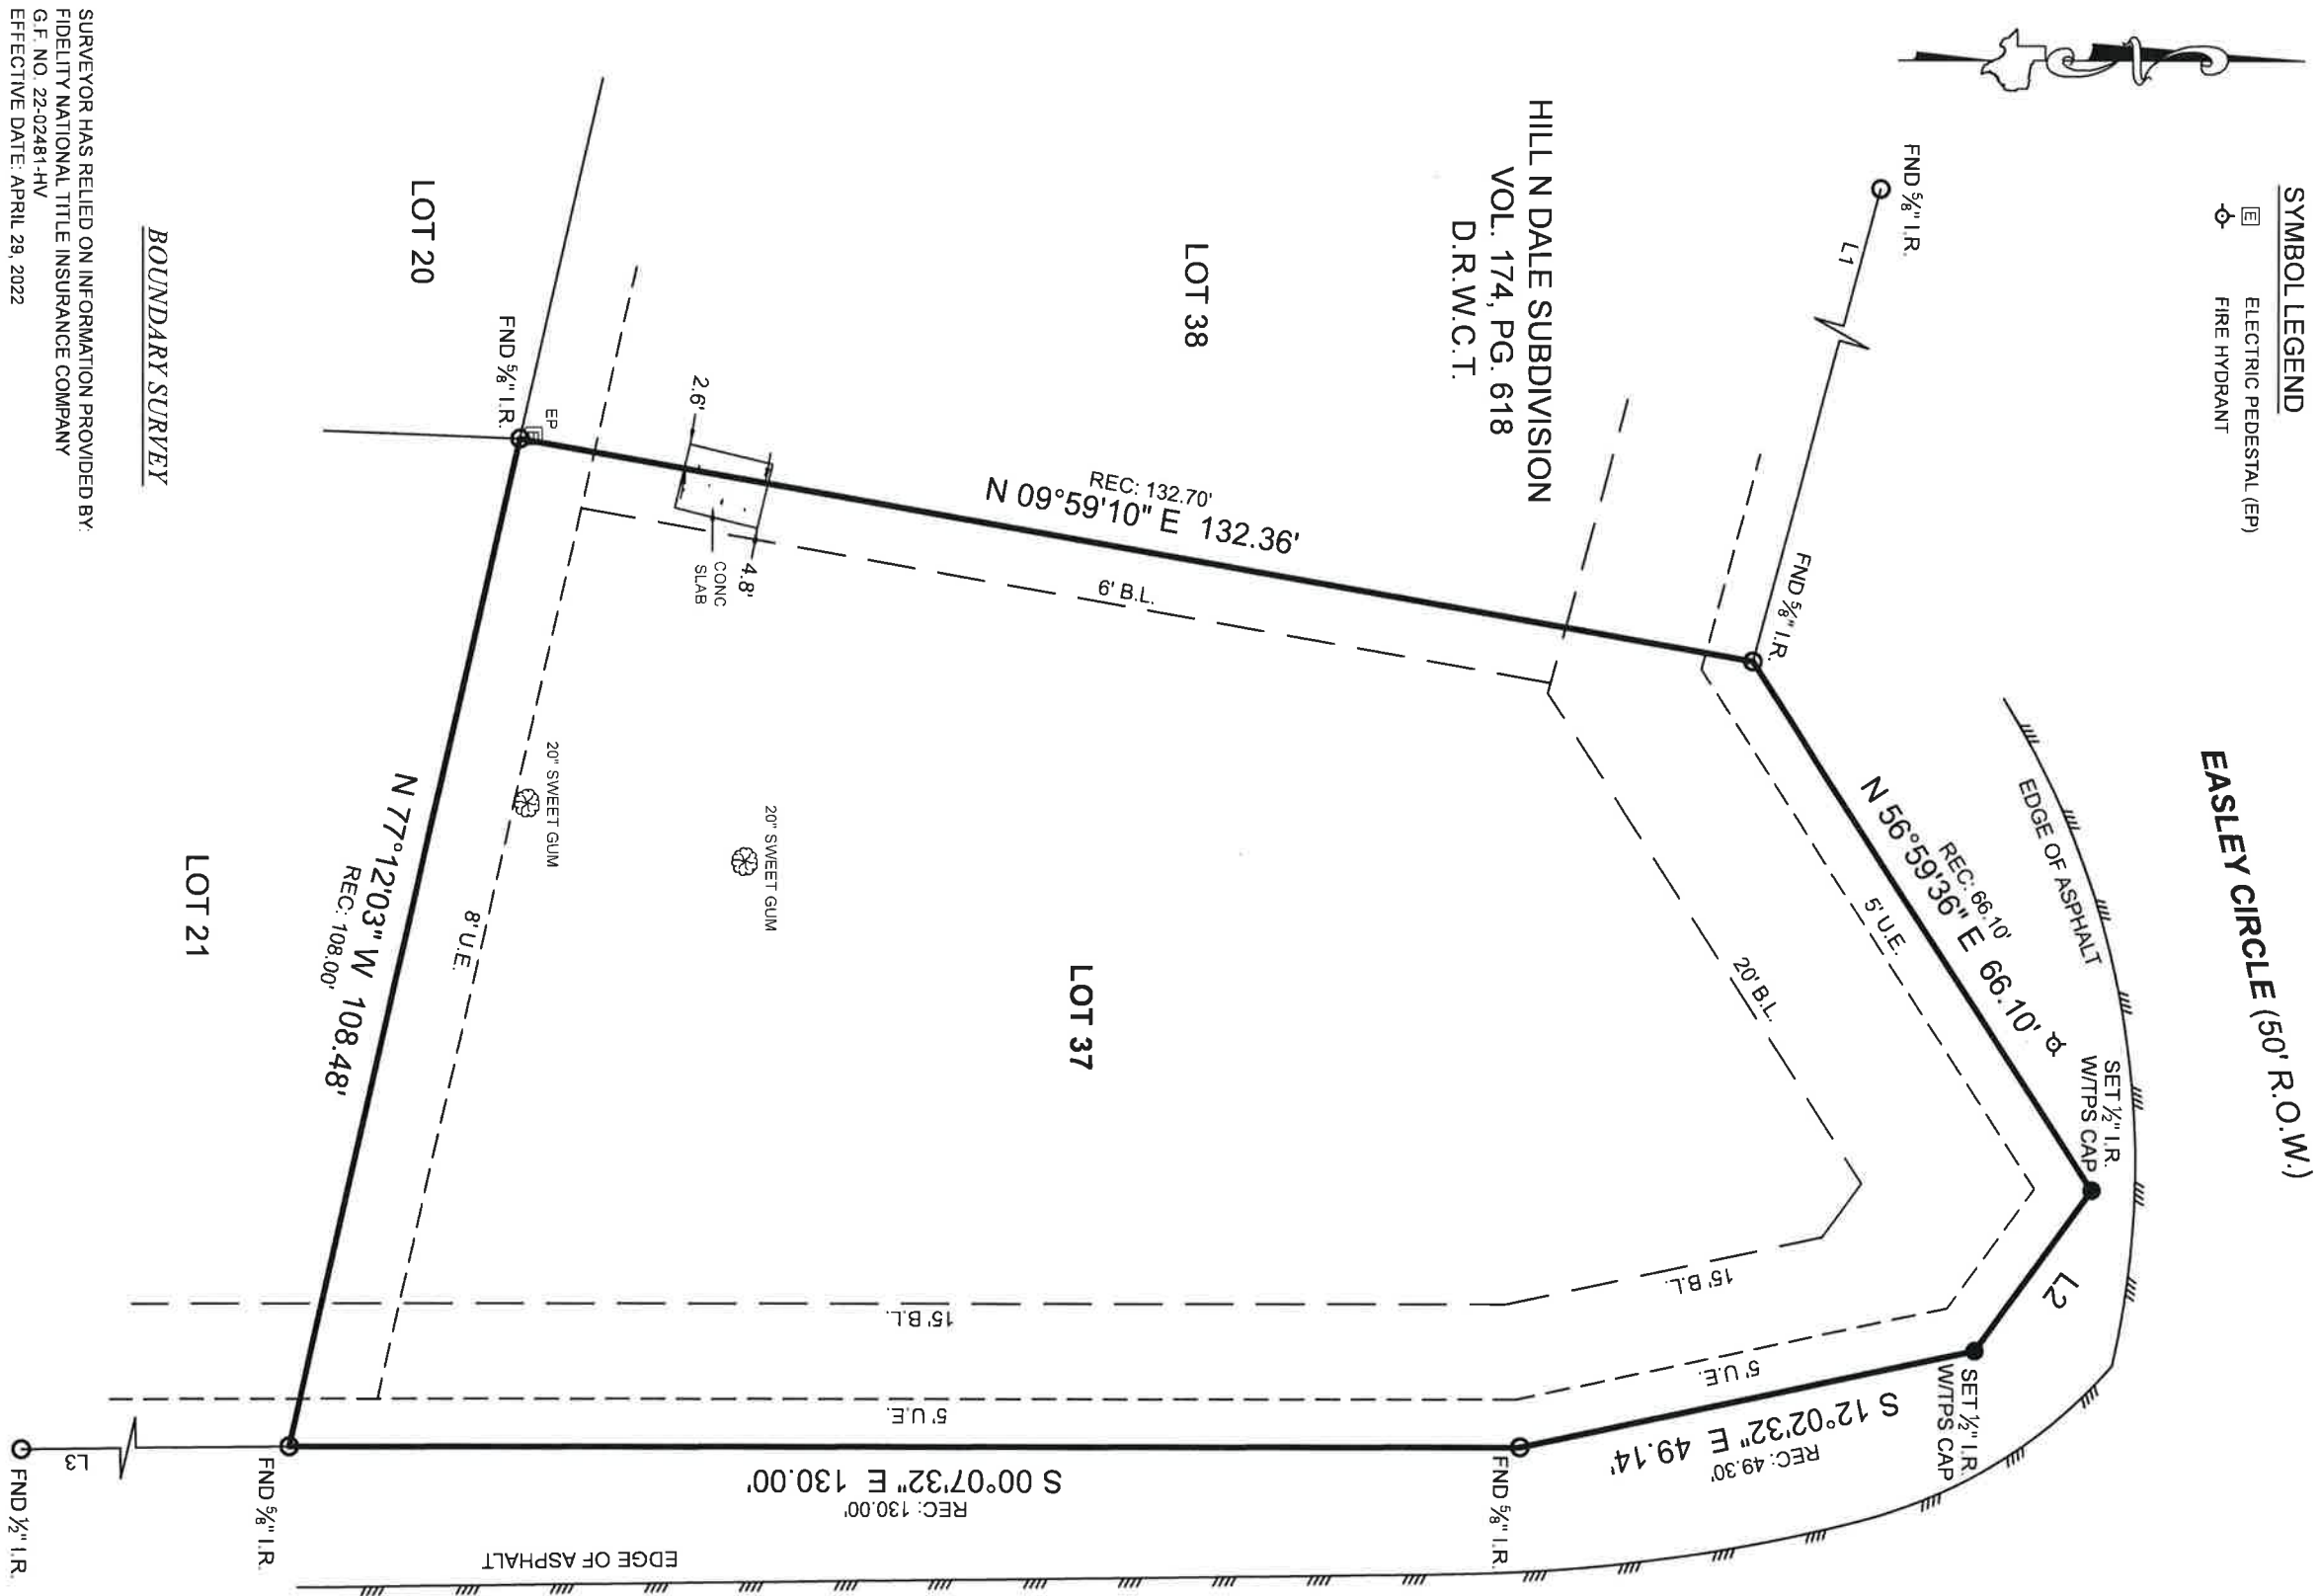 SYMBOL LEGEND
E ELECTRIC PEDESTAL (EP)
FIRE HYDRANT
EASLEY CIRCLE (50' R.O.W.)
FND 5/8" I.R.
L1
FND 5/8" I.R.
EDGE OF ASPHALT
REC: 66.10'
N 56°59'36" E 66.10'
5' U.E.
20' B.L.
SET 1/2" I.R.
W/TPS CAP
L2
SET 1/2" I.R.
W/TPS CAP
HILL N DALE SUBDIVISION
VOL. 174, PG. 618
D.R.W.C.T.
LOT 38
REC: 132.70'
N 09°59'10" E 132.36'
6' B.L.
LOT 37
15' B.L.
5' U.E.
S 12°02'32" E 49.14'
REC: 49.30'
FND 5/8" I.R.
2.6'
4.8'
CONC
SLAB
20" SWEET GUM
20" SWEET GUM
15' B.L.
5' U.E.
S 00°07'32" E 130.00'
REC: 130.00'
EDGE OF ASPHALT
EP
E
FND 5/8" I.R.
LOT 20
8' U.E.
N 77°12'03" W 108.48'
REC: 108.00'
LOT 21
FND 5/8" I.R.
L3
FND 1/2" I.R.
BOUNDARY SURVEY
SURVEYOR HAS RELIED ON INFORMATION PROVIDED BY:
FIDELITY NATIONAL TITLE INSURANCE COMPANY
G.F. NO. 22-02481-HV
EFFECTIVE DATE: APRIL 29, 2022